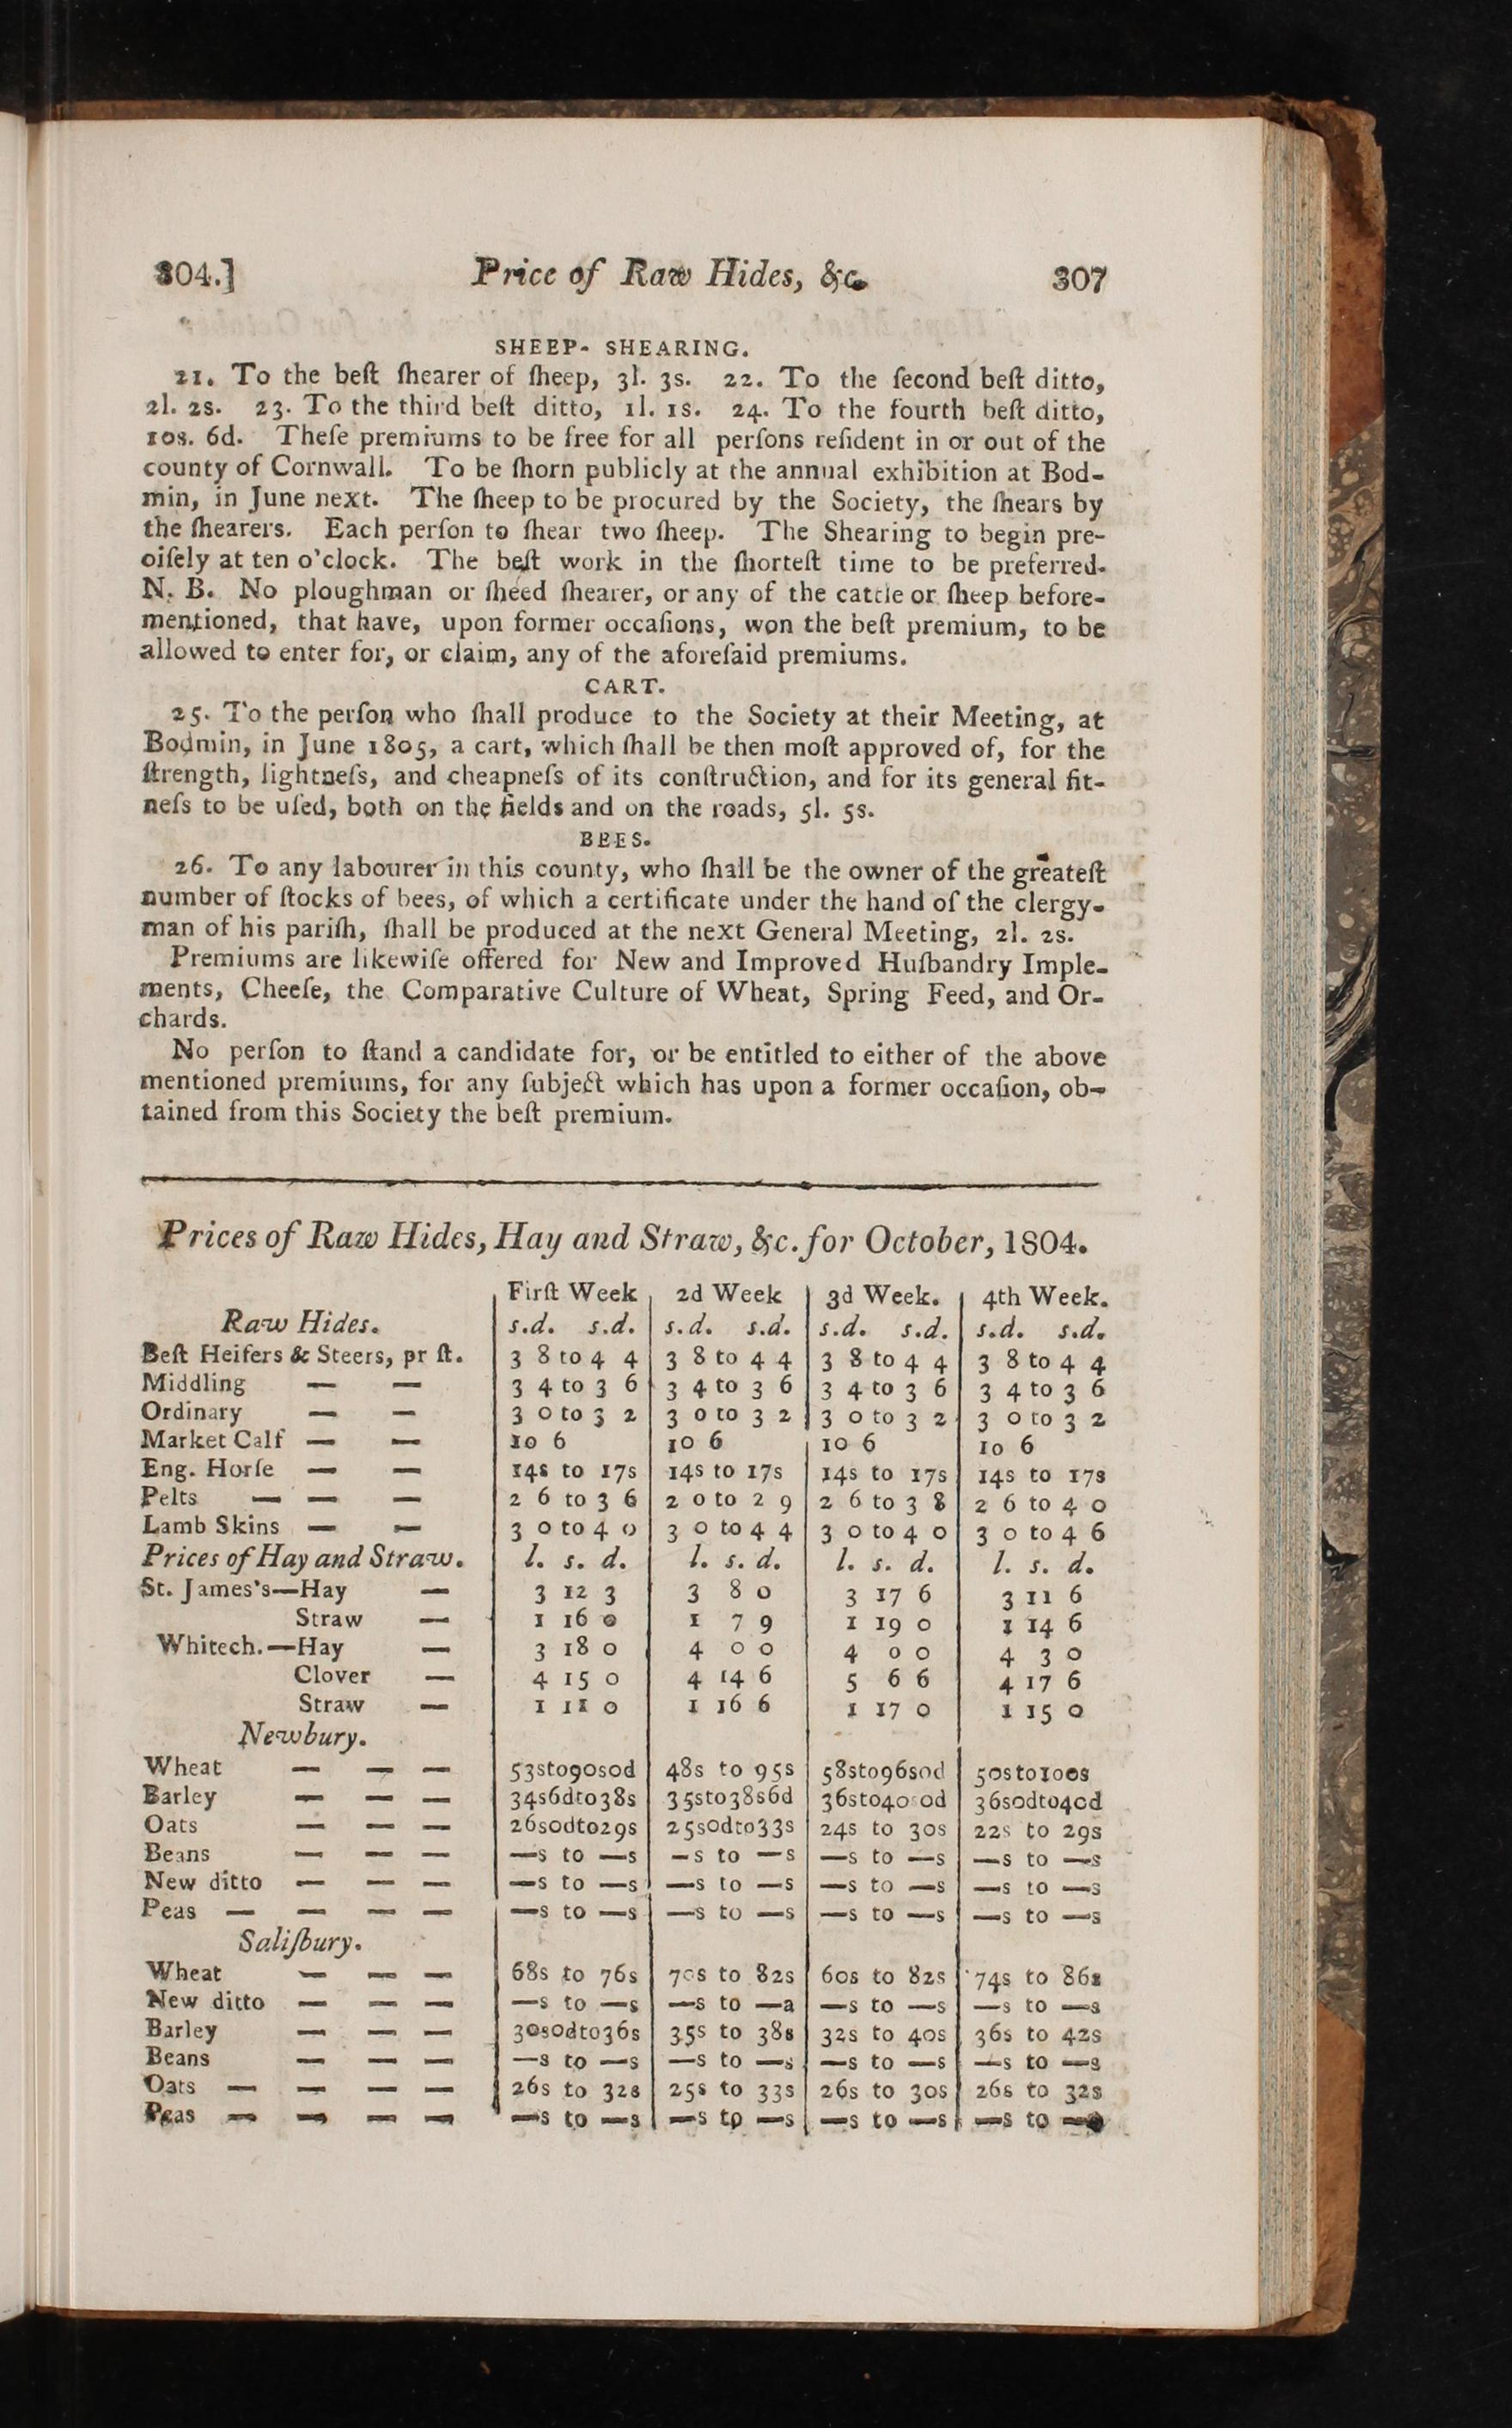 804.] Price of Raw Hides, &c. 307
SHEEP- SHEARING.
21. To the beſt ſhearer of ſheep, 3l. 3s. 22. To the ſecond beſt ditto,
2l. 2s. 23. To the third beſt ditto, 1l. 1s. 24. To the fourth beſt ditto,
10s. 6d. Theſe premiums to be free for all perſons reſident in or out of the
county of Cornwall. To be ſhorn publicly at the annual exhibition at Bod-
min, in June next. The ſheep to be procured by the Society, the ſhears by
the ſhearers. Each perſon to ſhear two ſheep. The Shearing to begin pre-
oiſely at ten o'clock. The beſt work in the ſhorteſt time to be preferred.
N. B. No ploughman or ſheed ſhearer, or any of the cattle or ſheep before-
mentioned, that have, upon former occaſions, won the beſt premium, to be
allowed to enter for, or claim, any of the aforeſaid premiums.
CART.
25. To the perſon who ſhall produce to the Society at their Meeting, at
Bodmin, in June 1805, a cart, which ſhall be then moſt approved of, for the
ſtrength, lightneſs, and cheapneſs of its conſtruction, and for its general fit-
neſs to be uſed, both on the fields and on the roads, 5l. 5s.
BEES.
26. To any labourer in this county, who ſhall be the owner of the greateſt
number of ſtocks of bees, of which a certificate under the hand of the clergy-
man of his pariſh, ſhall be produced at the next General Meeting, 2l. 2s.
Premiums are likewiſe offered for New and Improved Huſbandry Imple-
ments, Cheeſe, the Comparative Culture of Wheat, Spring Feed, and Or-
chards.
No perſon to ſtand a candidate for, or be entitled to either of the above
mentioned premiums, for any ſubject which has upon a former occaſion, ob-
tained from this Society the beſt premium.
Prices of Raw Hides, Hay and Straw, &c. for October, 1804.
Firſt Week 2d Week 3d Week. 4th Week.
Raw Hides. s.d. s.d. s.d. s.d. s.d. s.d. s.d. s.d.
Beſt Heifers & Steers, pr ſt. 3 8 to 4 4 3 8 to 4 4 3 8 to 4 4 3 8 to 4 4
Middling — — 3 4 to 3 6 3 4 to 3 6 3 4 to 3 6 3 4 to 3 6
Ordinary — — 3 0 to 3 2 3 0 to 3 2 3 0 to 3 2 3 0 to 3 2
Market Calf — — 10 6 10 6 10 6 10 6
Eng. Horſe — — 14s to 17s 14s to 17s 14s to 17s 14s to 17s
Pelts — — — 2 6 to 3 6 2 0 to 2 9 2 6 to 3 8 2 6 to 4 0
Lamb Skins — — 3 0 to 4 0 3 0 to 4 4 3 0 to 4 0 3 0 to 4 6
Prices of Hay and Straw. l. s. d. l. s. d. l. s. d. l. s. d.
St. James's—Hay — 3 12 3 3 8 0 3 17 6 3 11 6
Straw — 1 16 0 1 7 9 1 19 0 1 14 6
Whitech.—Hay — 3 18 0 4 0 0 4 0 0 4 3 0
Clover — 4 15 0 4 14 6 5 6 6 4 17 6
Straw — 1 11 0 1 16 6 1 17 0 1 15 0
Newbury.
Wheat — — — 53sto90s0d 48s to 95s 58sto96s0d 50sto100s
Barley — — — 34s6dto38s 35sto38s6d 36sto40s0d 36s0dto40d
Oats — — — 26s0dto29s 25s0dto33s 24s to 30s 22s to 29s
Beans — — — —s to —s —s to —s —s to —s —s to —s
New ditto — — — —s to —s —s to —s —s to —s —s to —s
Peas — — — — —s to —s —s to —s —s to —s —s to —s
Saliſbury.
Wheat — — — 68s to 76s 70s to 82s 60s to 82s 74s to 86s
New ditto — — — —s to —s —s to —a —s to —s —s to —s
Barley — — — 30s0dto36s 35s to 38s 32s to 40s 36s to 42s
Beans — — — —s to —s —s to —s —s to —s —s to —s
Oats — — — — 26s to 32s 25s to 33s 26s to 30s 26s to 32s
Peas — — — — —s to —s —s to —s —s to —s —s to —